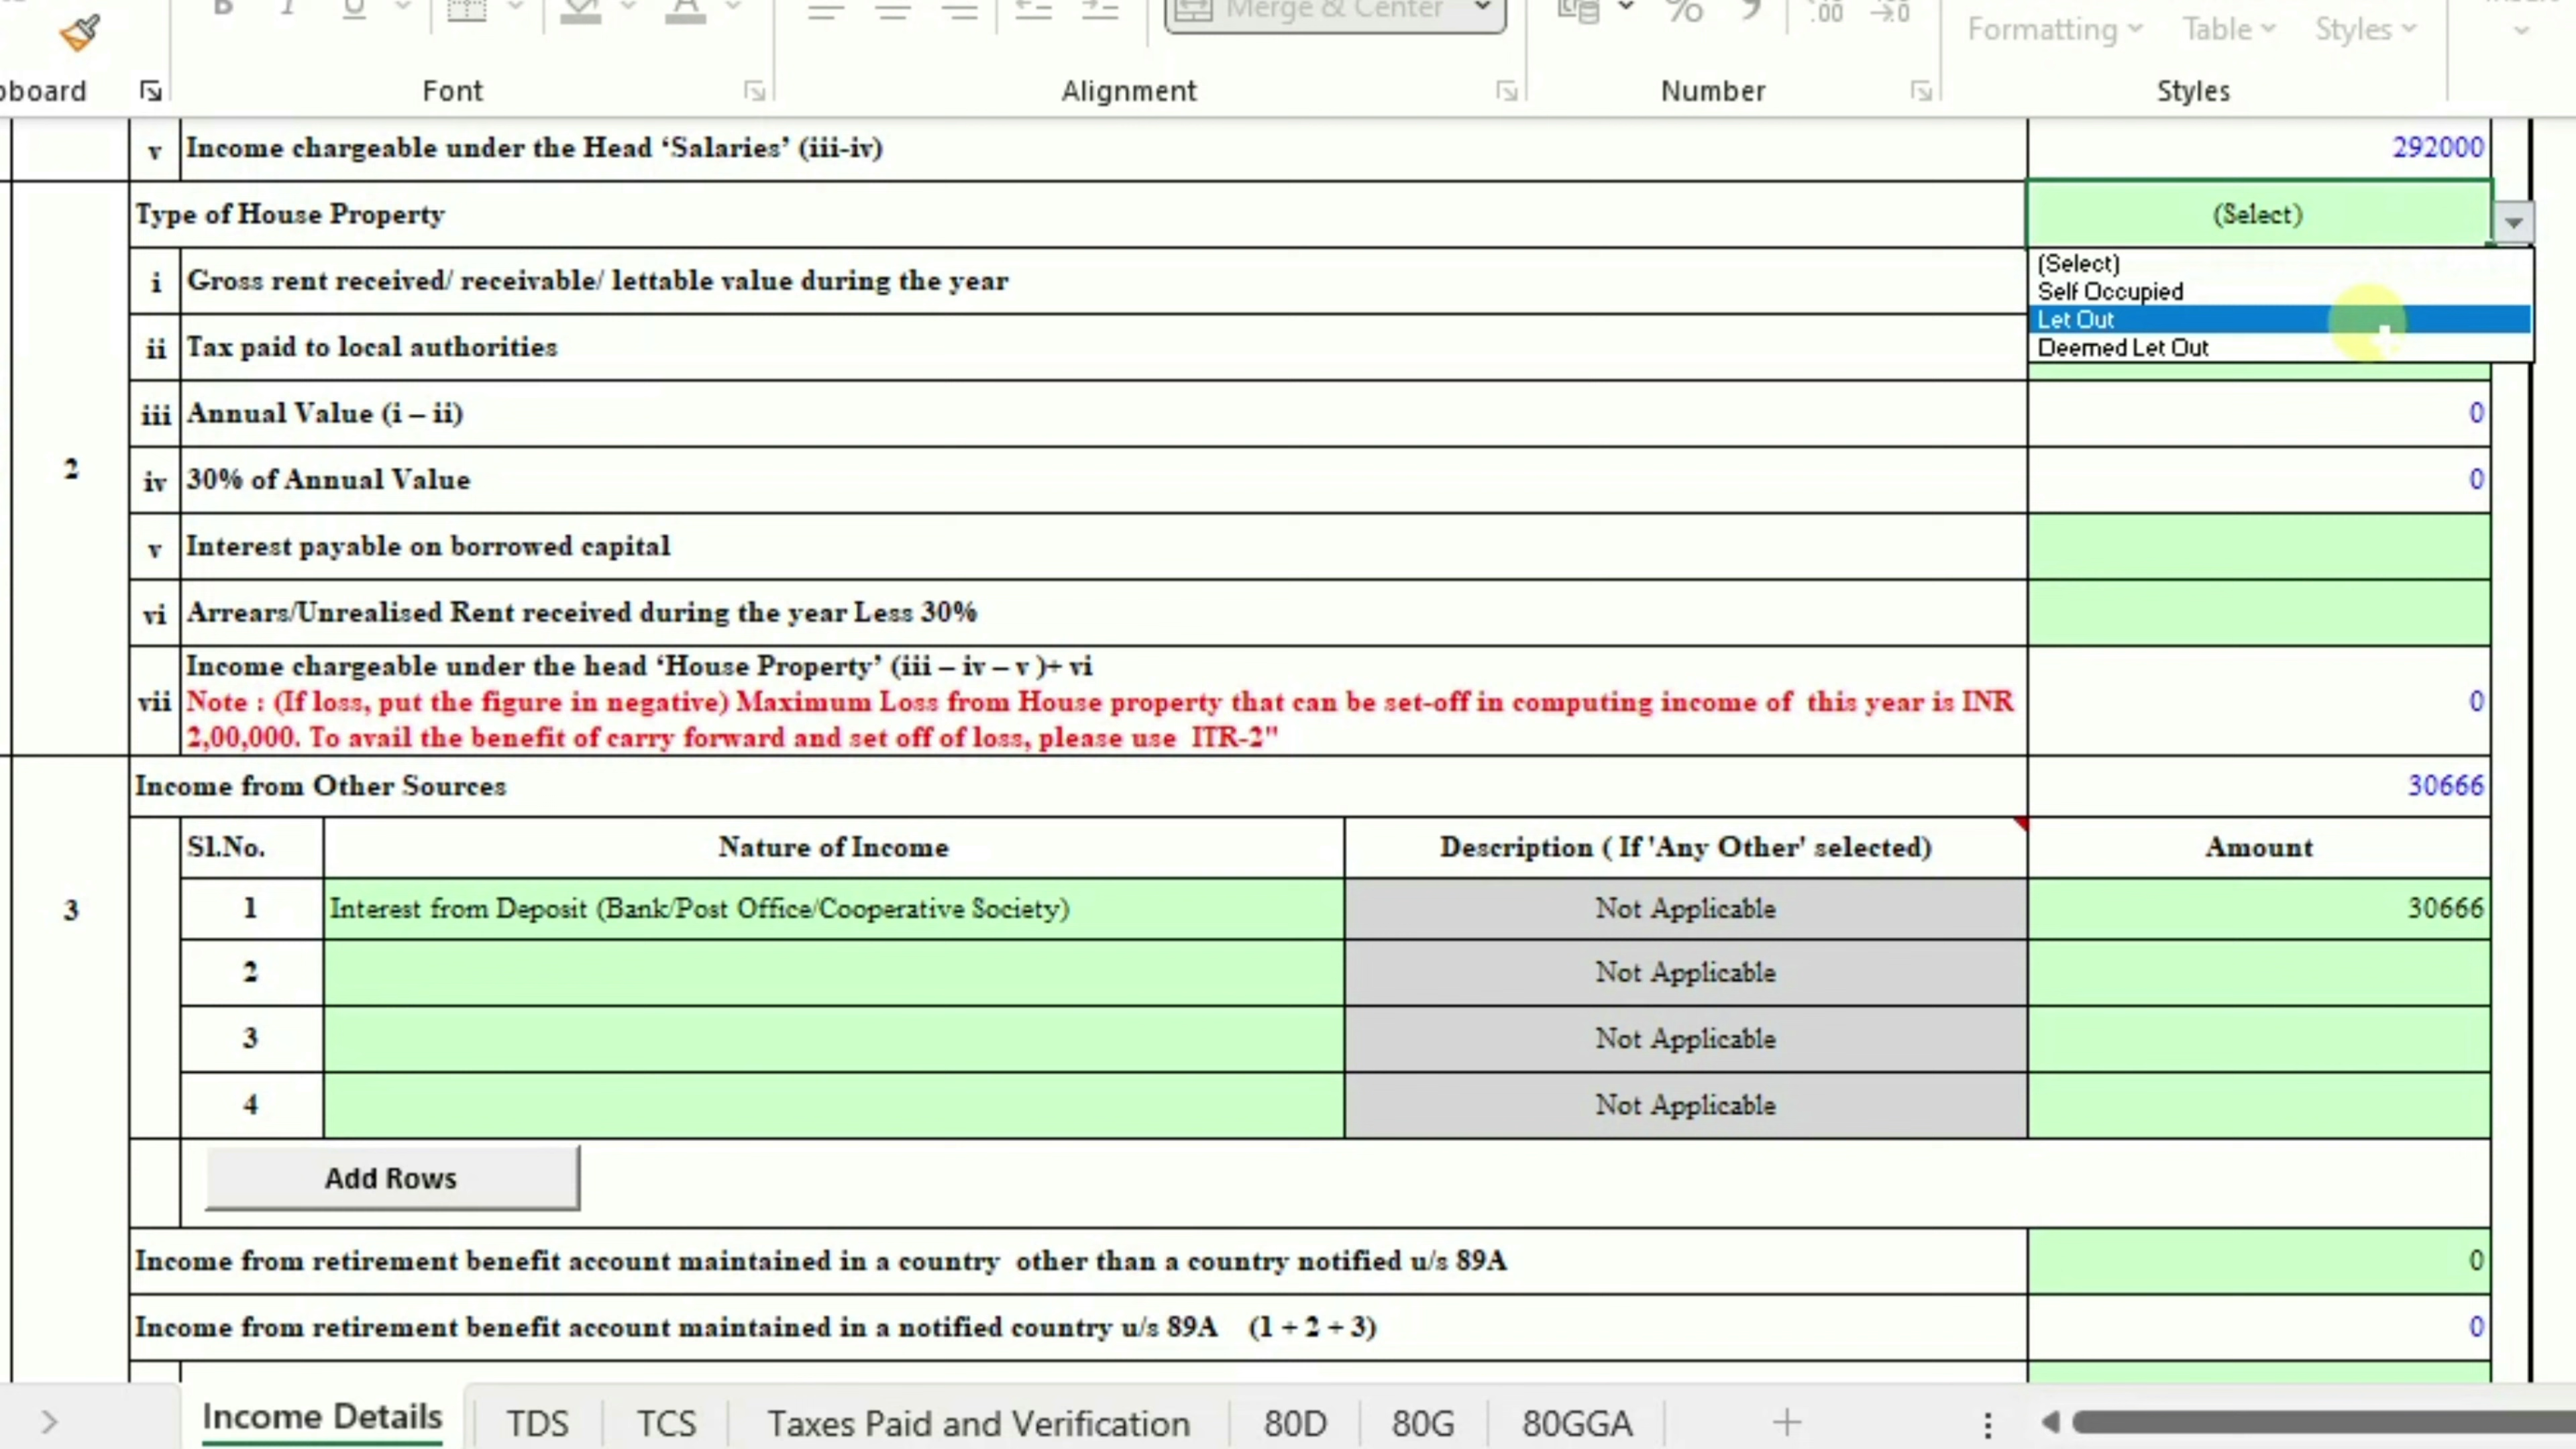 B I U A Merge & Center % 9 .00 →0
Formatting Table Styles
Font Alignment Number Styles
v Income chargeable under the Head ‘Salaries’ (iii-iv) 292000
Type of House Property (Select)
(Select)
Self Occupied
Let Out
Deemed Let Out
i Gross rent received/ receivable/ lettable value during the year
ii Tax paid to local authorities
iii Annual Value (i – ii) 0
2
iv 30% of Annual Value 0
v Interest payable on borrowed capital
vi Arrears/Unrealised Rent received during the year Less 30%
Income chargeable under the head ‘House Property’ (iii – iv – v )+ vi
vii Note : (If loss, put the figure in negative) Maximum Loss from House property that can be set-off in computing income of this year is INR 0
2,00,000. To avail the benefit of carry forward and set off of loss, please use ITR-2"
Income from Other Sources 30666
Sl.No. Nature of Income Description ( If 'Any Other' selected) Amount
3 1 Interest from Deposit (Bank/Post Office/Cooperative Society) Not Applicable 30666
2 Not Applicable
3 Not Applicable
4 Not Applicable
Add Rows
Income from retirement benefit account maintained in a country other than a country notified u/s 89A 0
Income from retirement benefit account maintained in a notified country u/s 89A (1 + 2 + 3) 0
Income Details TDS TCS Taxes Paid and Verification 80D 80G 80GGA